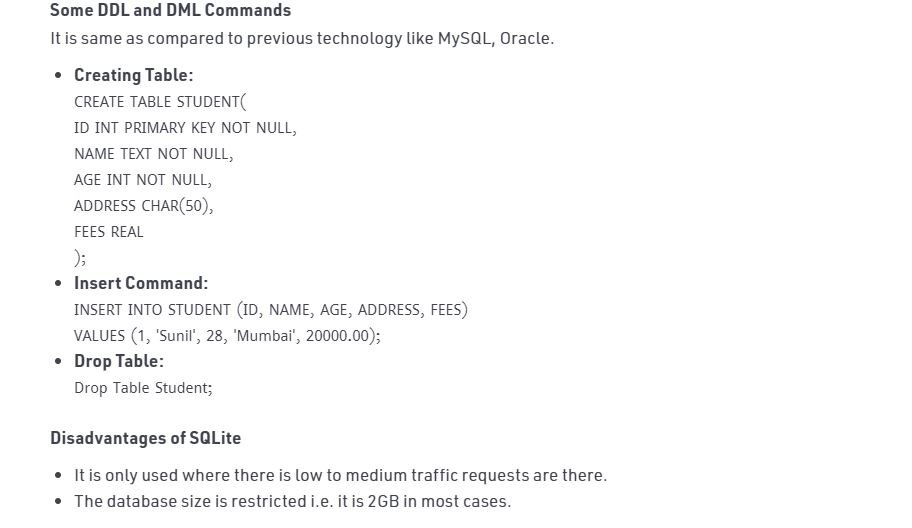 Some DDL and DML Commands
It is same as compared to previous technology like MySQL, Oracle.
• Creating Table:
CREATE TABLE STUDENT(
ID INT PRIMARY KEY NOT NULL,
NAME TEXT NOT NULL,
AGE INT NOT NULL,
ADDRESS CHAR(50),
FEES REAL
);
• Insert Command:
INSERT INTO STUDENT (ID, NAME, AGE, ADDRESS, FEES)
VALUES (1, 'Sunil', 28, 'Mumbai', 20000.00);
• Drop Table:
Drop Table Student;
Disadvantages of SQLite
• It is only used where there is low to medium traffic requests are there.
• The database size is restricted i.e. it is 2GB in most cases.